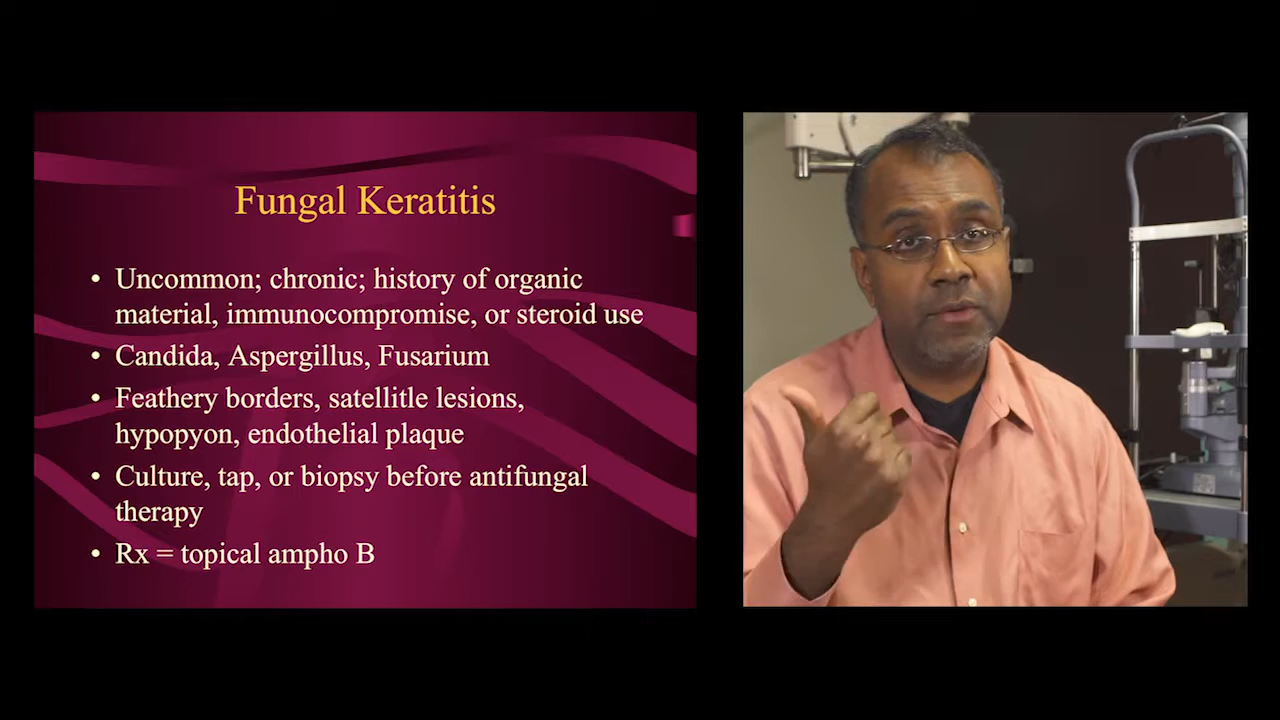 Fungal Keratitis
• Uncommon; chronic; history of organic
material, immunocompromise, or steroid use
• Candida, Aspergillus, Fusarium
• Feathery borders, satellitle lesions,
hypopyon, endothelial plaque
• Culture, tap, or biopsy before antifungal
therapy
• Rx = topical ampho B